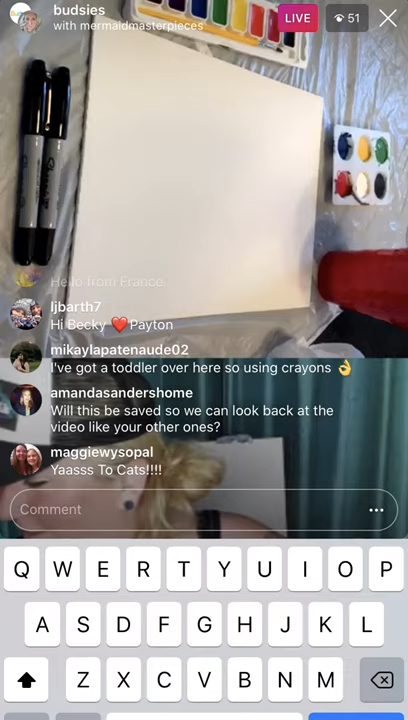 budsies
with mermaidmasterpieces
LIVE
51
Hello from France
ljbarth7
Hi Becky ❤️Payton
mikaylapatenaude02
I've got a toddler over here so using crayons 👌
amandasandershome
Will this be saved so we can look back at the
video like your other ones?
maggiewysopal
Yaasss To Cats!!!!
Comment
Q W E R T Y U I O P
A S D F G H J K L
Z X C V B N M